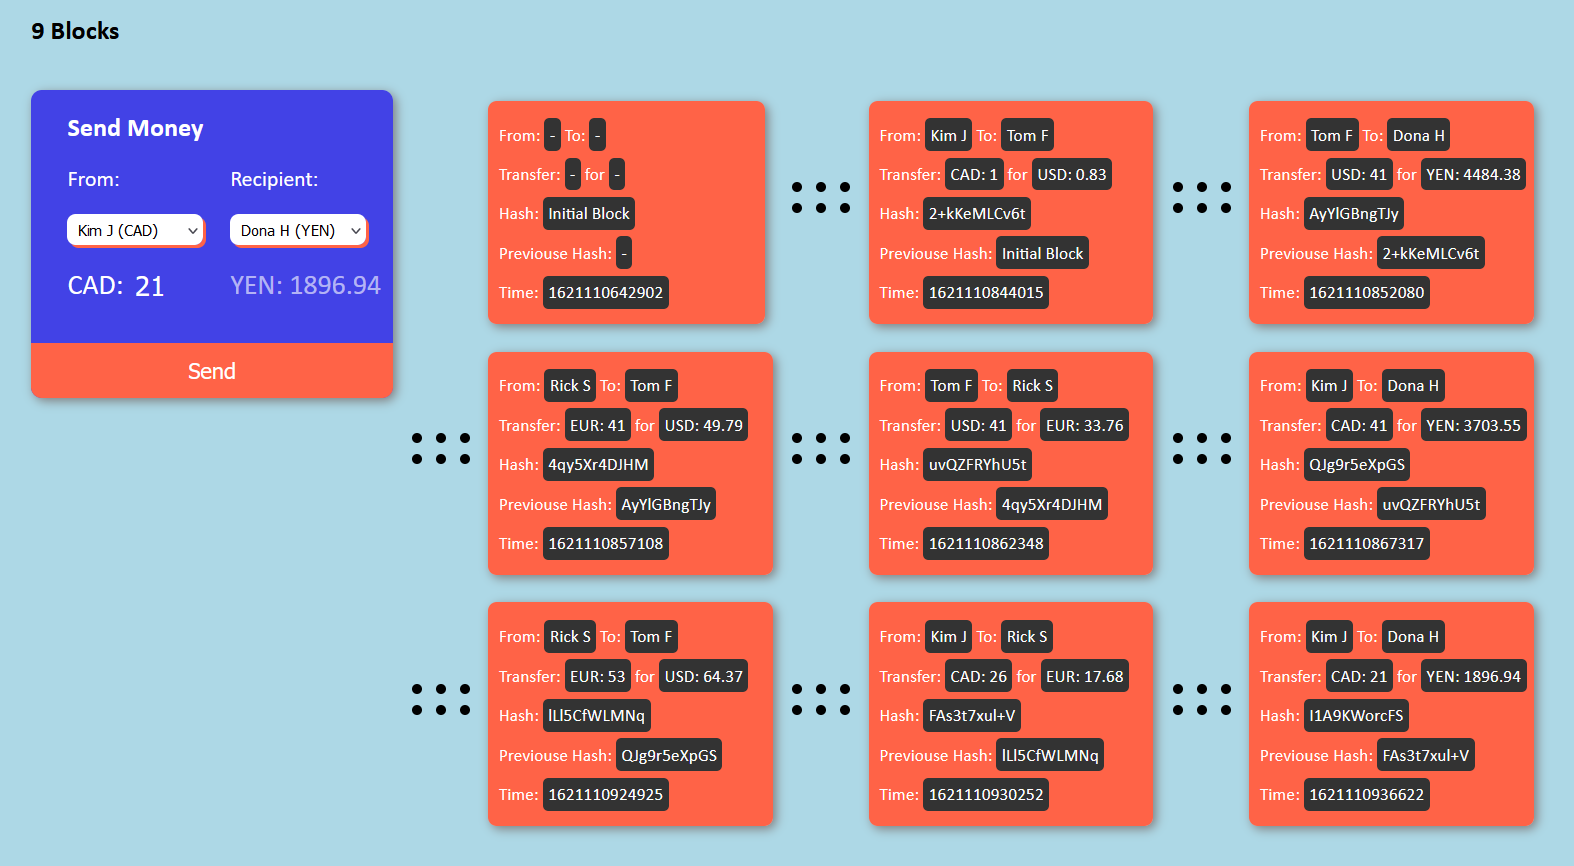 9 Blocks
Send Money
From: Recipient:
Kim J (CAD) Dona H (YEN)
CAD: 21 YEN: 1896.94
Send
From: - To: -
Transfer: - for -
Hash: Initial Block
Previouse Hash: -
Time: 1621110642902
From: Kim J To: Tom F
Transfer: CAD: 1 for USD: 0.83
Hash: 2+kKeMLCv6t
Previouse Hash: Initial Block
Time: 1621110844015
From: Tom F To: Dona H
Transfer: USD: 41 for YEN: 4484.38
Hash: AyYlGBngTJy
Previouse Hash: 2+kKeMLCv6t
Time: 1621110852080
From: Rick S To: Tom F
Transfer: EUR: 41 for USD: 49.79
Hash: 4qy5Xr4DJHM
Previouse Hash: AyYlGBngTJy
Time: 1621110857108
From: Tom F To: Rick S
Transfer: USD: 41 for EUR: 33.76
Hash: uvQZFRYhU5t
Previouse Hash: 4qy5Xr4DJHM
Time: 1621110862348
From: Kim J To: Dona H
Transfer: CAD: 41 for YEN: 3703.55
Hash: QJg9r5eXpGS
Previouse Hash: uvQZFRYhU5t
Time: 1621110867317
From: Rick S To: Tom F
Transfer: EUR: 53 for USD: 64.37
Hash: lLl5CfWLMNq
Previouse Hash: QJg9r5eXpGS
Time: 1621110924925
From: Kim J To: Rick S
Transfer: CAD: 26 for EUR: 17.68
Hash: FAs3t7xul+V
Previouse Hash: lLl5CfWLMNq
Time: 1621110930252
From: Kim J To: Dona H
Transfer: CAD: 21 for YEN: 1896.94
Hash: I1A9KWorcFS
Previouse Hash: FAs3t7xul+V
Time: 1621110936622